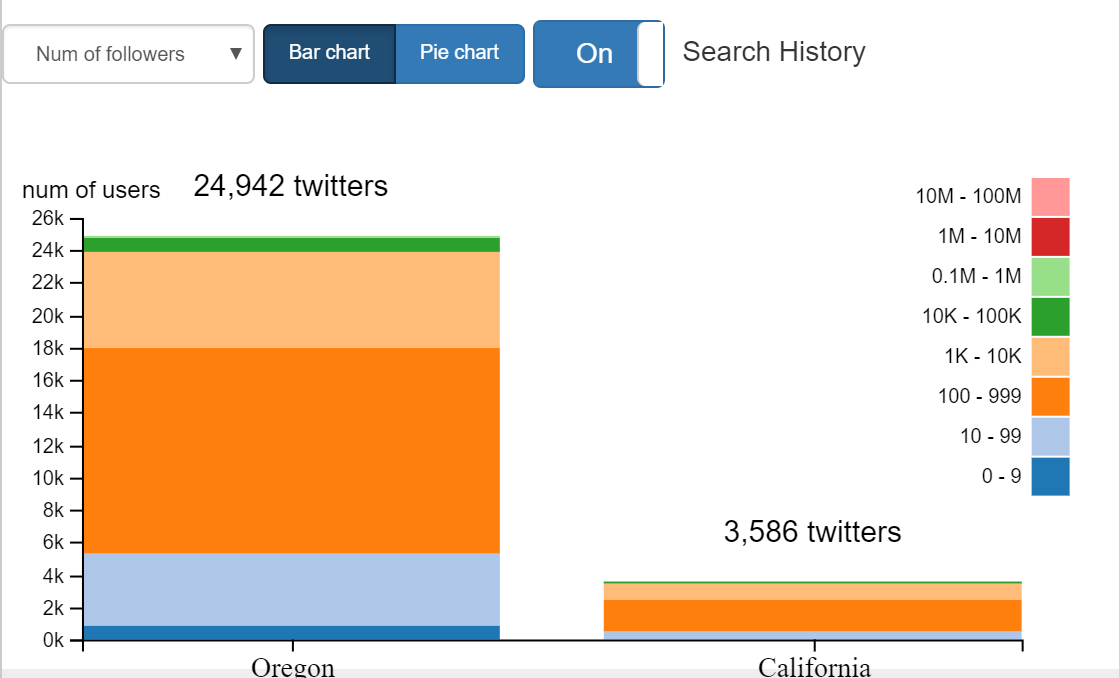 Num of followers ▼ Bar chart Pie chart On Search History
num of users 24,942 twitters
26k
24k
22k
20k
18k
16k
14k
12k
10k
8k
6k
4k
2k
0k
10M - 100M
1M - 10M
0.1M - 1M
10K - 100K
1K - 10K
100 - 999
10 - 99
0 - 9
3,586 twitters
Oregon California